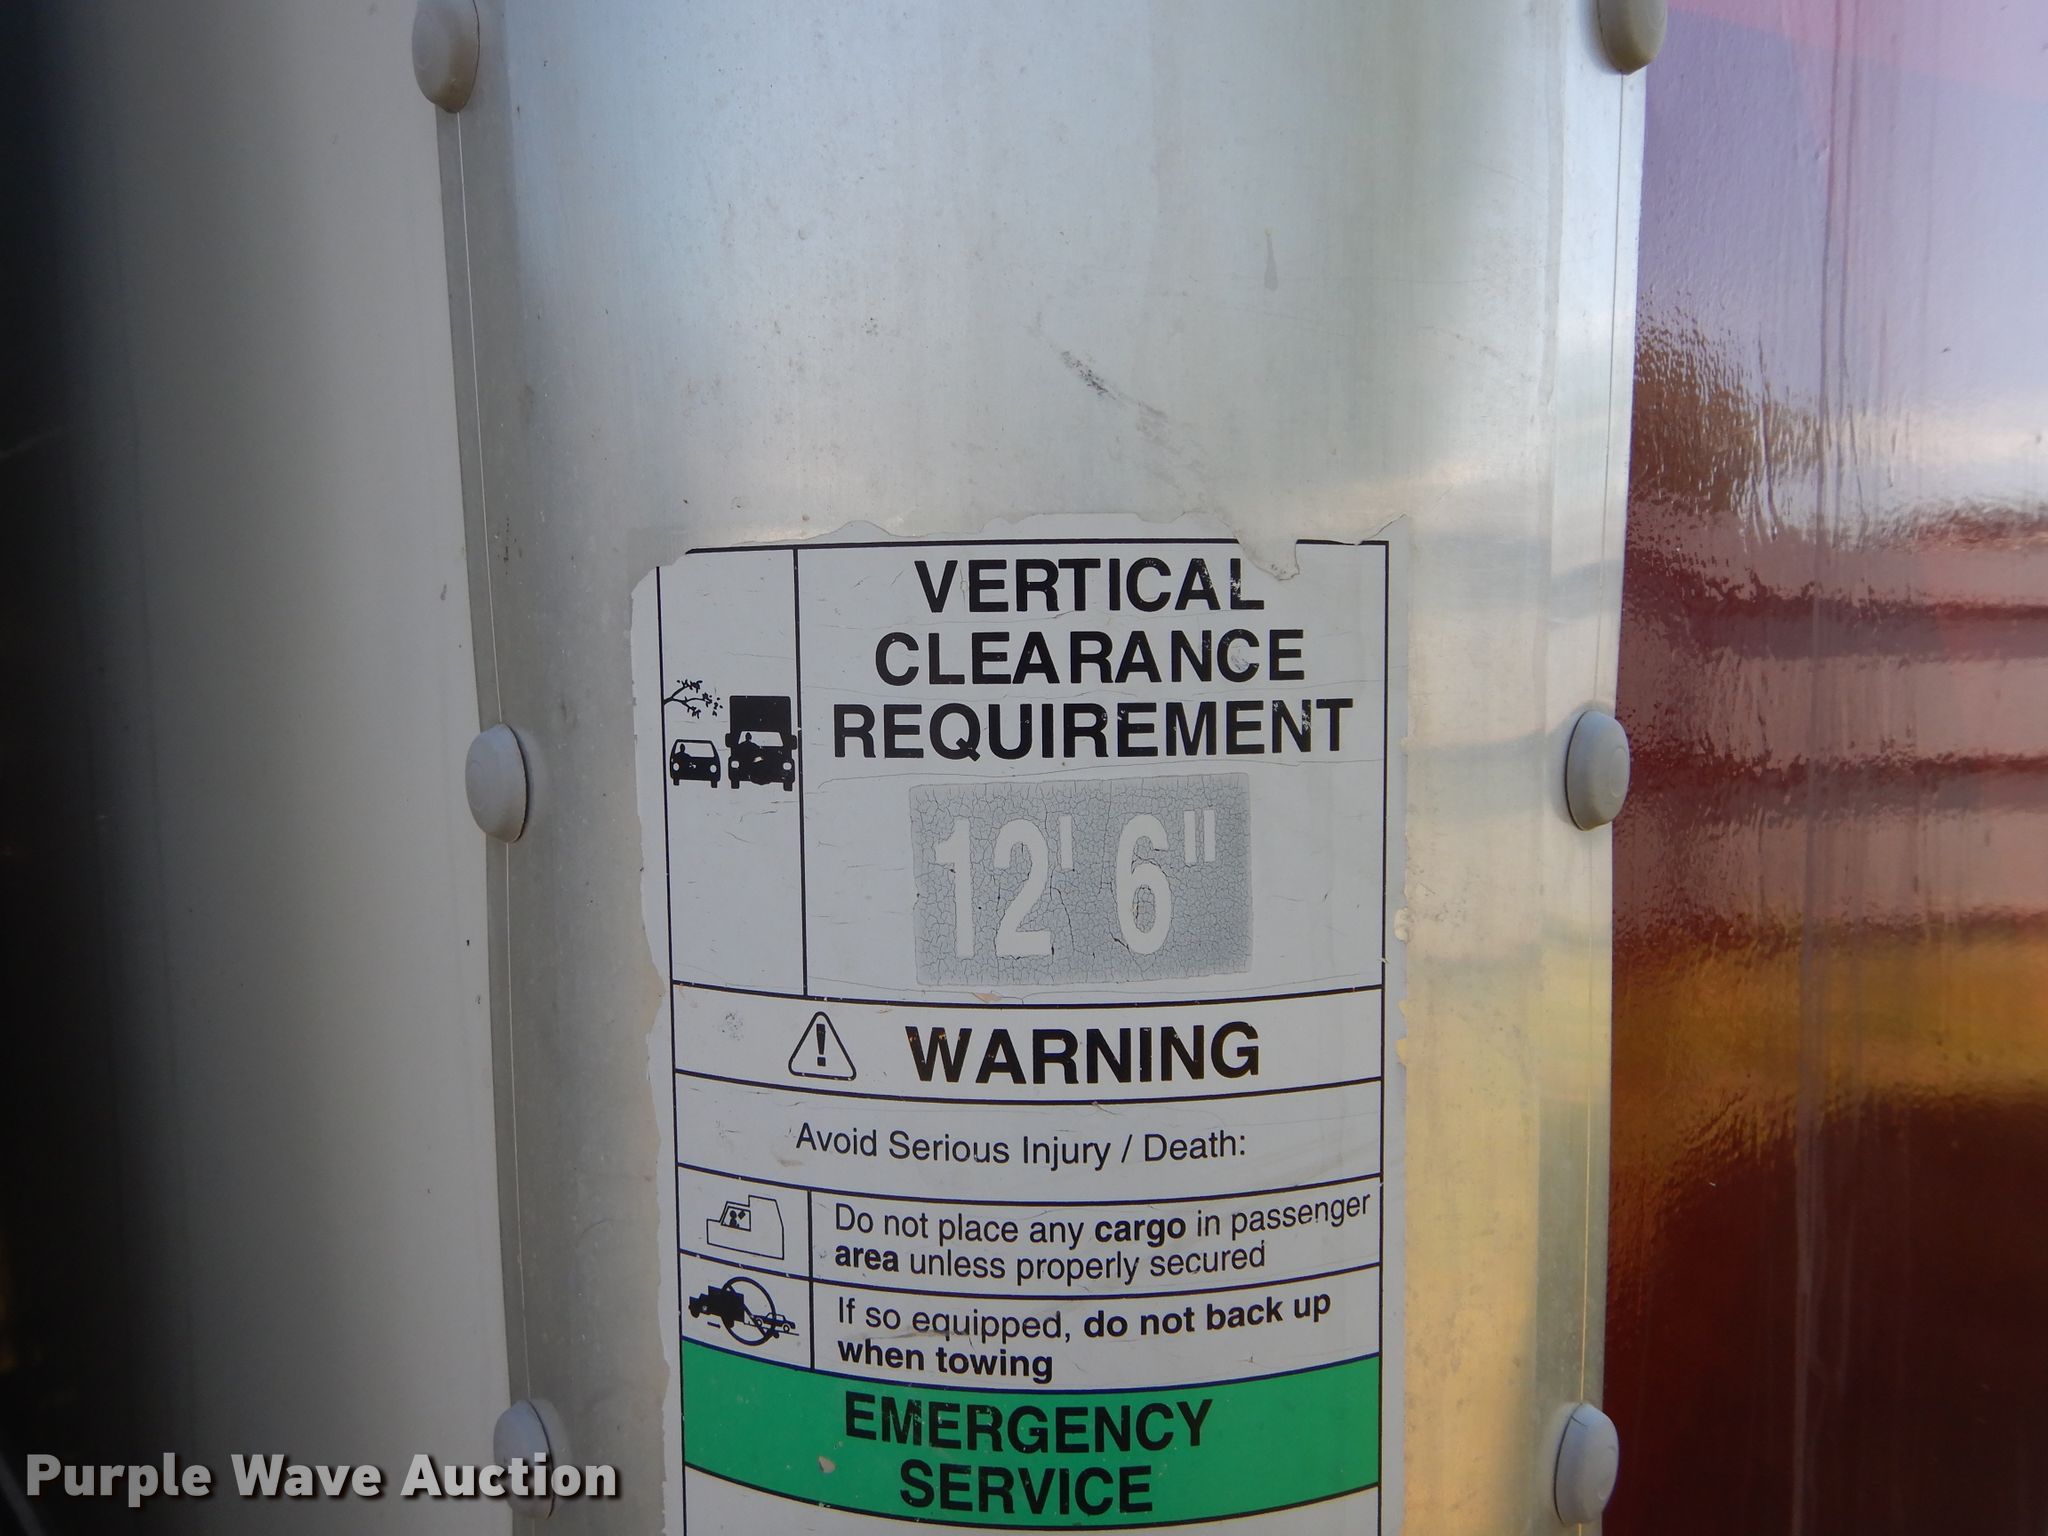 VERTICAL
CLEARANCE
REQUIREMENT
12' 6"
! WARNING
Avoid Serious Injury / Death:
Do not place any cargo in passenger
area unless properly secured
If so equipped, do not back up
when towing
EMERGENCY
SERVICE
Purple Wave Auction